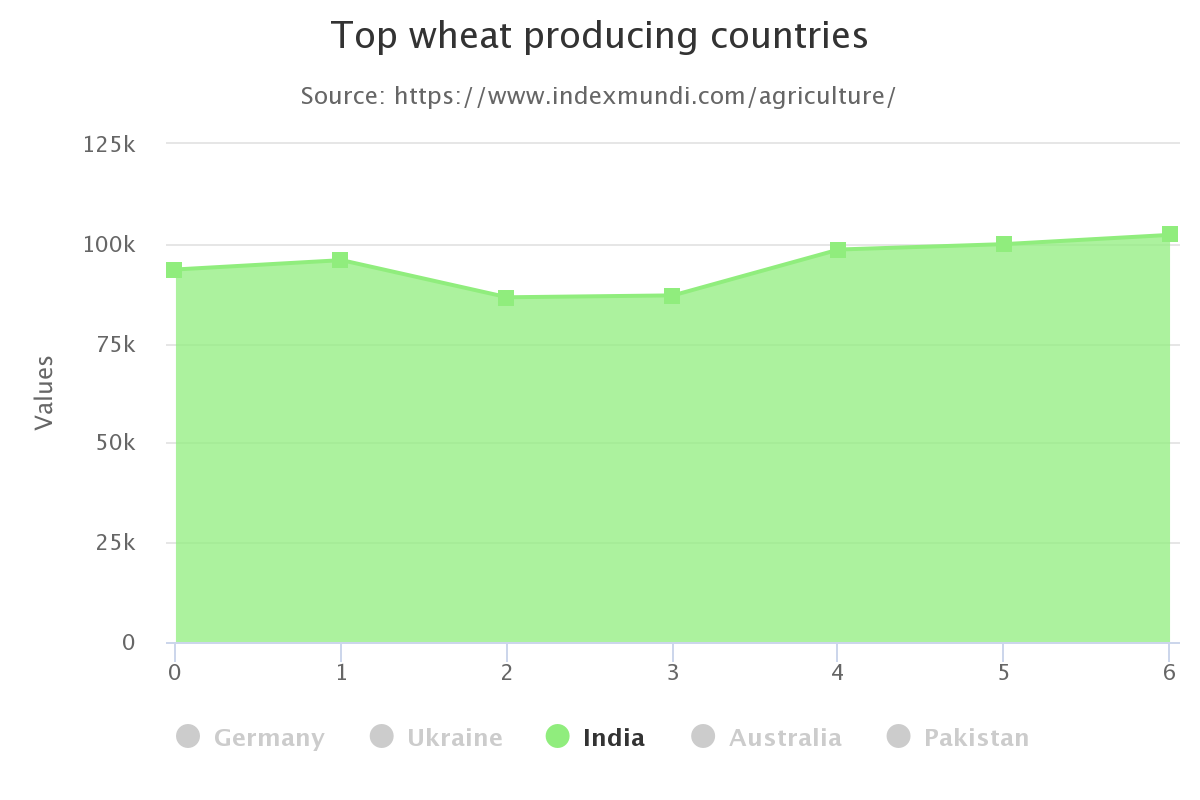 Top wheat producing countries
Source: https://www.indexmundi.com/agriculture/
125k
100k
75k
50k
25k
0
Values
0 1 2 3 4 5 6
Germany Ukraine India Australia Pakistan